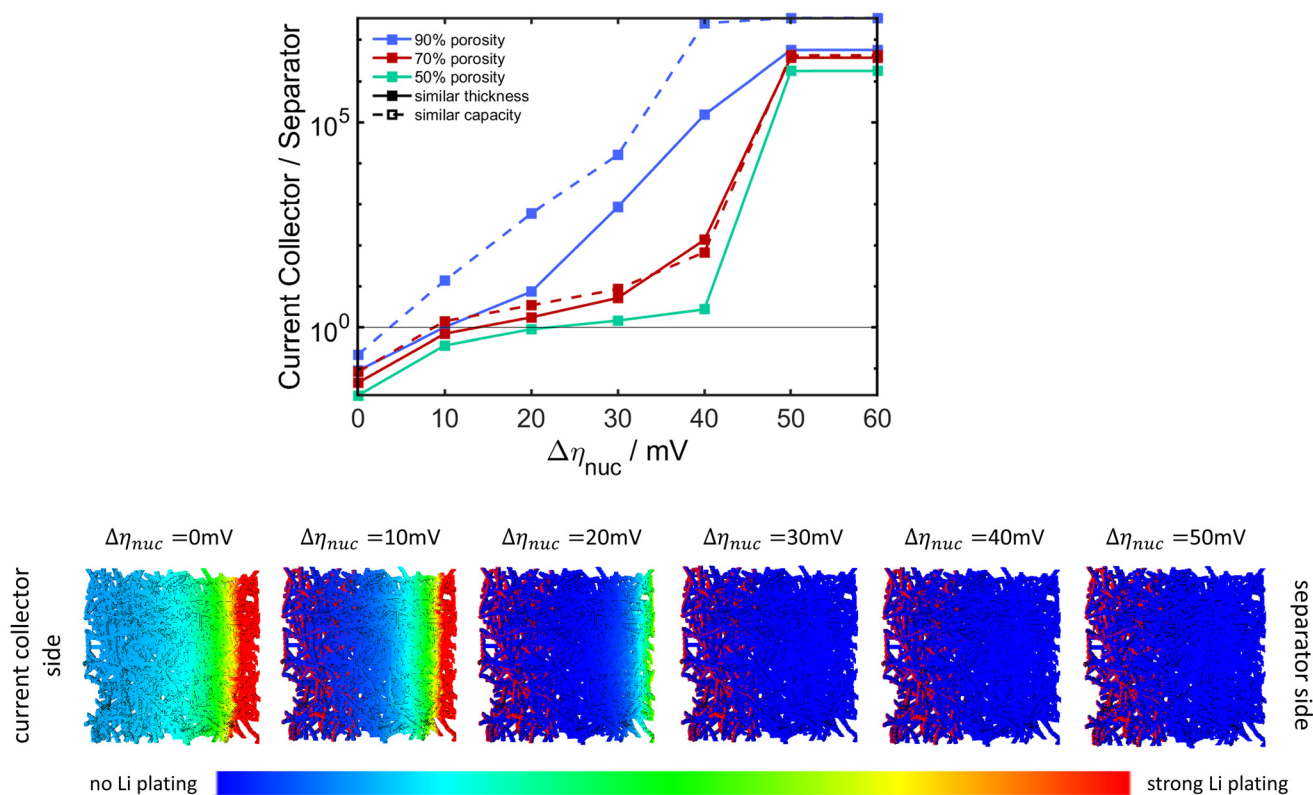 Current Collector / Separator
90% porosity
70% porosity
50% porosity
similar thickness
similar capacity
10^5
10^0
0 10 20 30 40 50 60
Δη_nuc / mV
Δη_nuc =0mV Δη_nuc =10mV Δη_nuc =20mV Δη_nuc =30mV Δη_nuc =40mV Δη_nuc =50mV
current collector
side
separator side
no Li plating strong Li plating